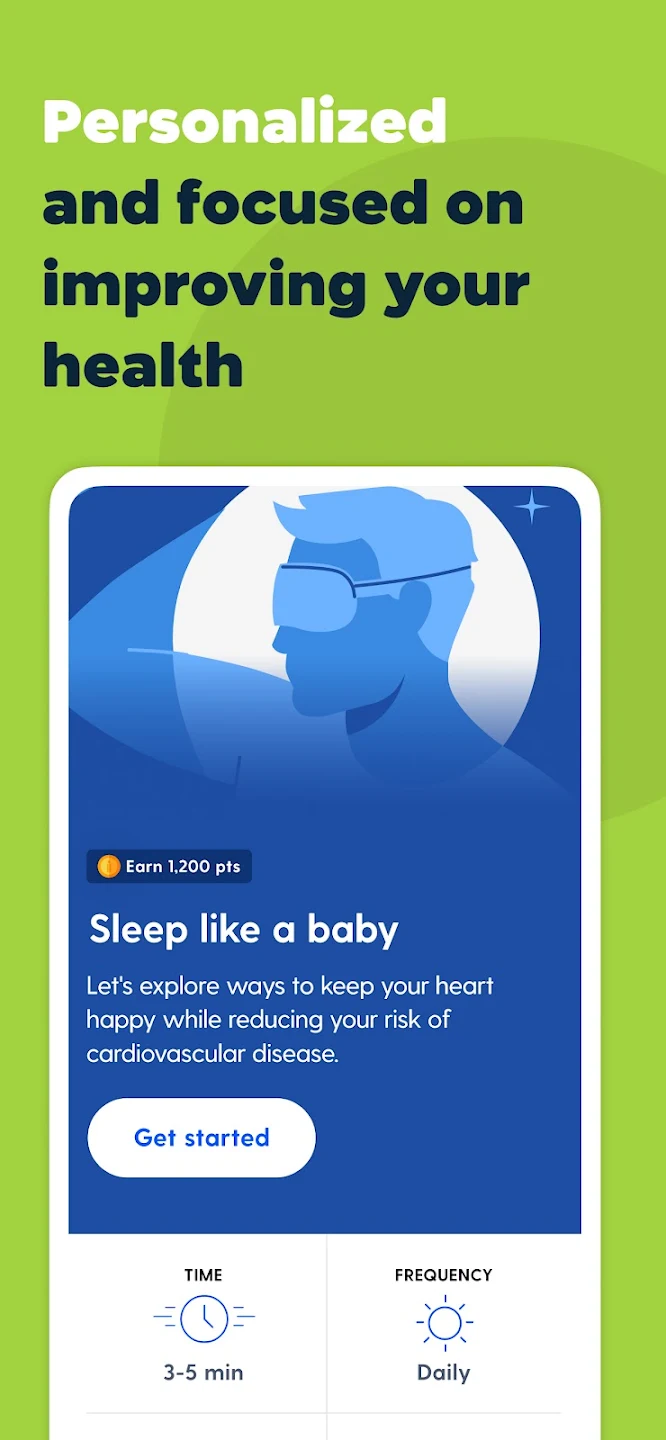 Personalized
and focused on
improving your
health
Earn 1,200 pts
Sleep like a baby
Let's explore ways to keep your heart
happy while reducing your risk of
cardiovascular disease.
Get started
TIME
FREQUENCY
3-5 min
Daily